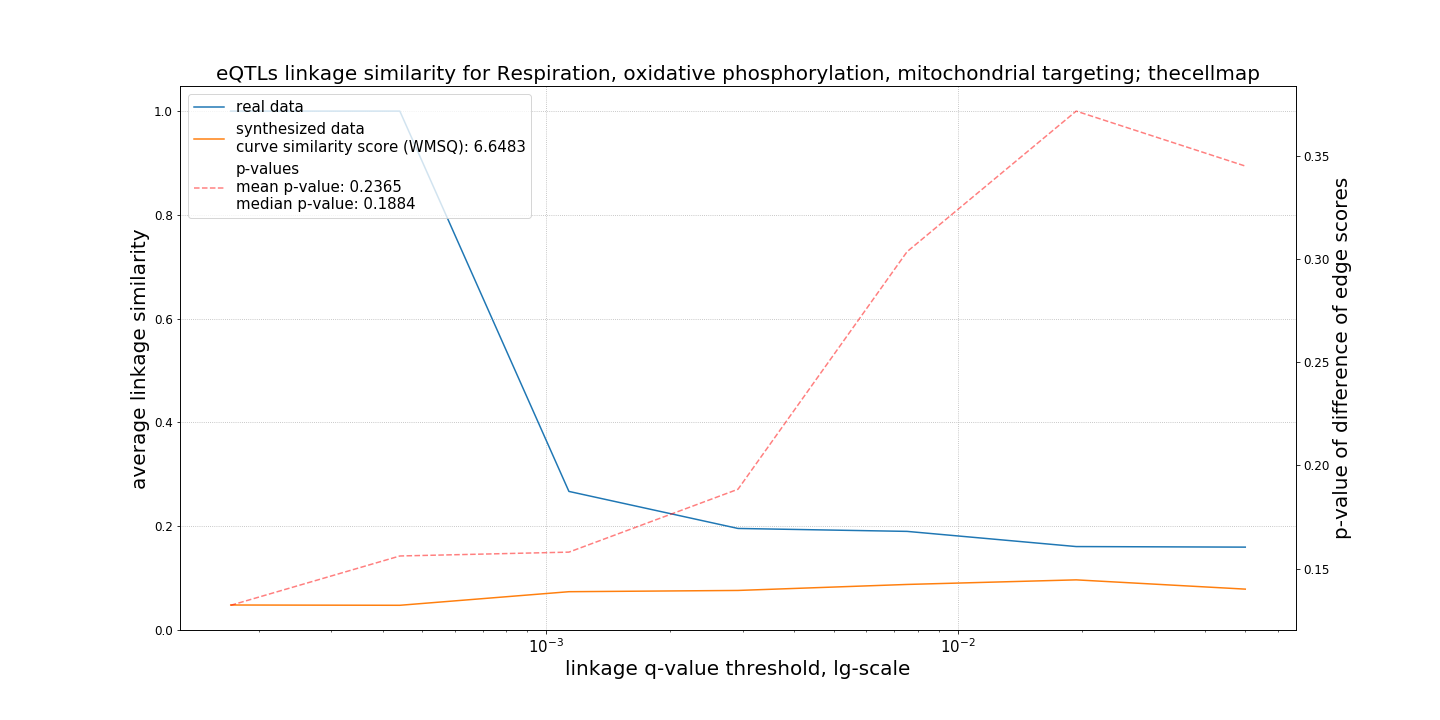 eQTLs linkage similarity for Respiration, oxidative phosphorylation, mitochondrial targeting; thecellmap
real data
synthesized data
curve similarity score (WMSQ): 6.6483
p-values
mean p-value: 0.2365
median p-value: 0.1884
average linkage similarity
1.0
0.8
0.6
0.4
0.2
0.0
0.35
0.30
0.25
0.20
0.15
p-value of difference of edge scores
10⁻³
10⁻²
linkage q-value threshold, lg-scale